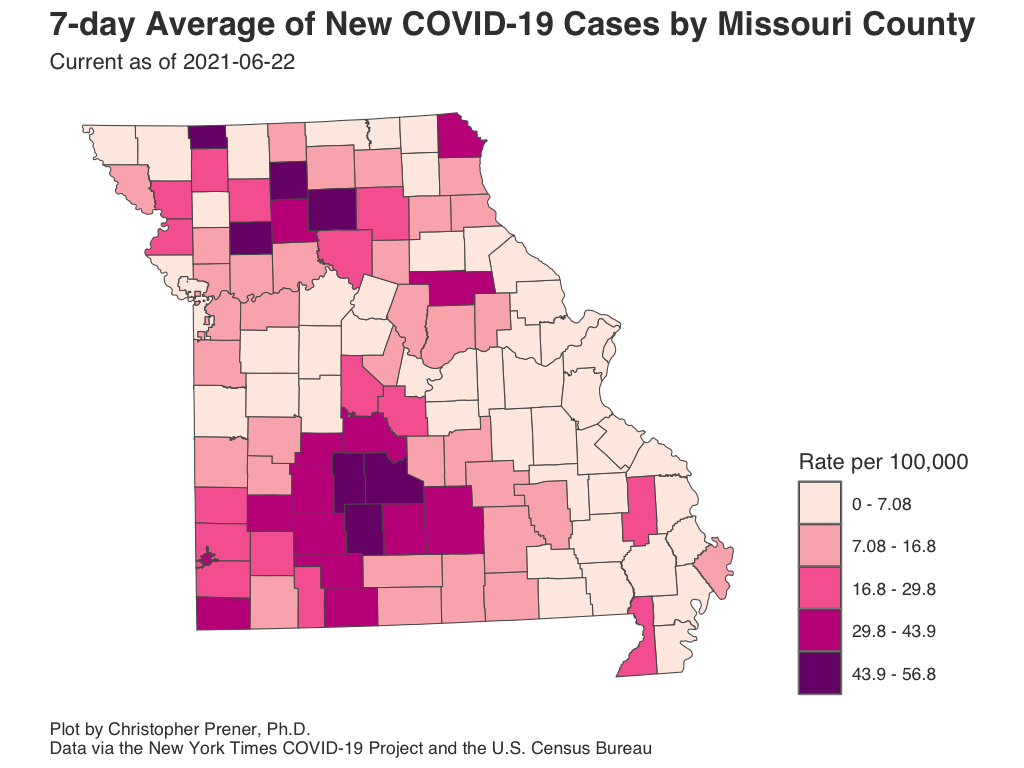 7-day Average of New COVID-19 Cases by Missouri County
Current as of 2021-06-22
Rate per 100,000
0 - 7.08
7.08 - 16.8
16.8 - 29.8
29.8 - 43.9
43.9 - 56.8
Plot by Christopher Prener, Ph.D.
Data via the New York Times COVID-19 Project and the U.S. Census Bureau